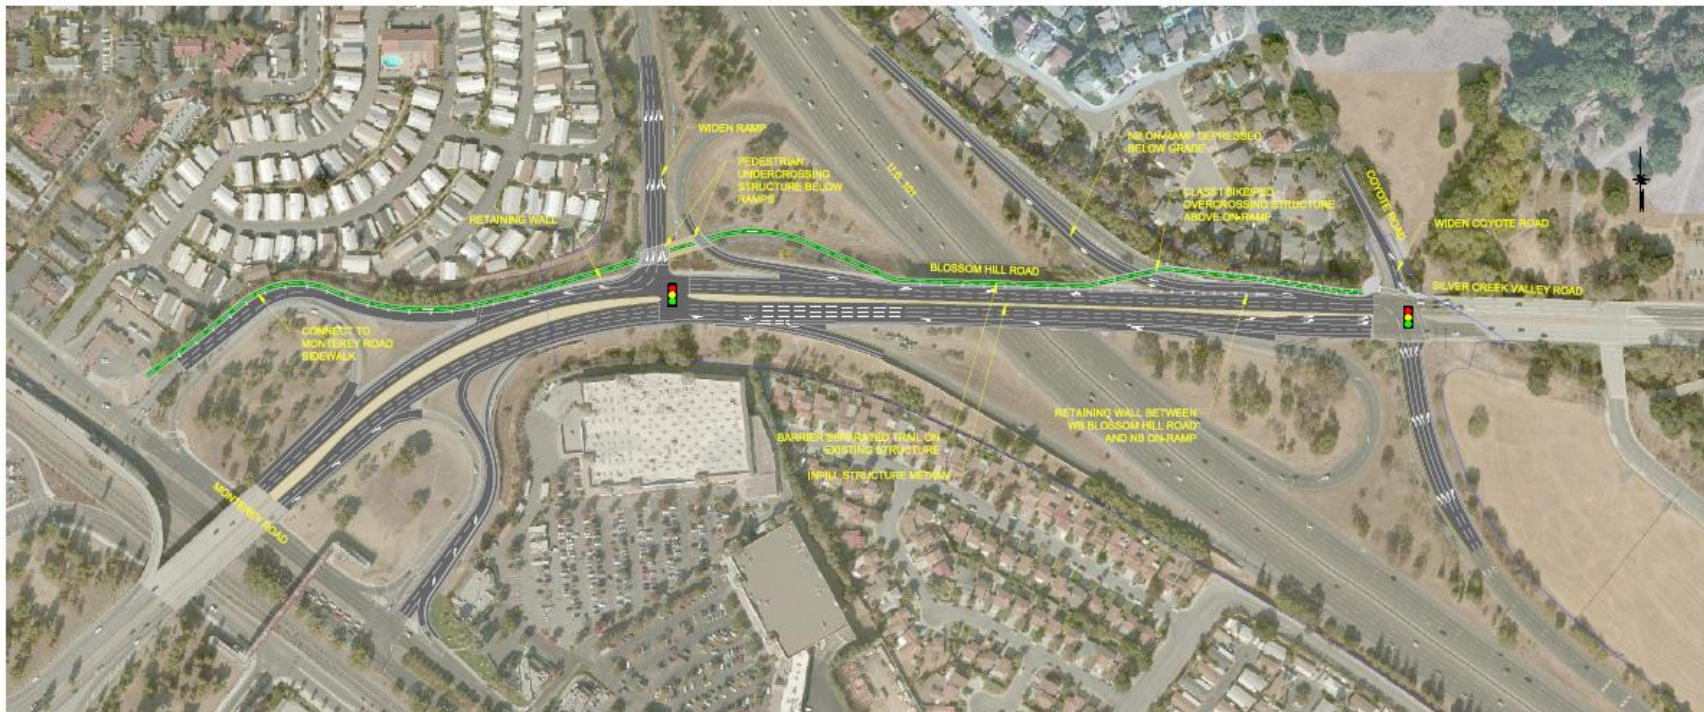 WIDEN RAMP
PEDESTRIAN
UNDERCROSSING
STRUCTURE BELOW
RAMPS
RETAINING WALL
U.S. 101
NB ON-RAMP DEPRESSED
BELOW GRADE
CLASS I BIKE/PED
OVERCROSSING STRUCTURE
ABOVE ON-RAMP
COYOTE ROAD
WIDEN COYOTE ROAD
BLOSSOM HILL ROAD
SILVER CREEK VALLEY ROAD
CONNECT TO
MONTEREY ROAD
SIDEWALK
RETAINING WALL BETWEEN
WB BLOSSOM HILL ROAD
AND NB ON-RAMP
BARRIER SEPARATED TRAIL ON
EXISTING STRUCTURE
INFILL STRUCTURE MEDIAN
MONTEREY ROAD